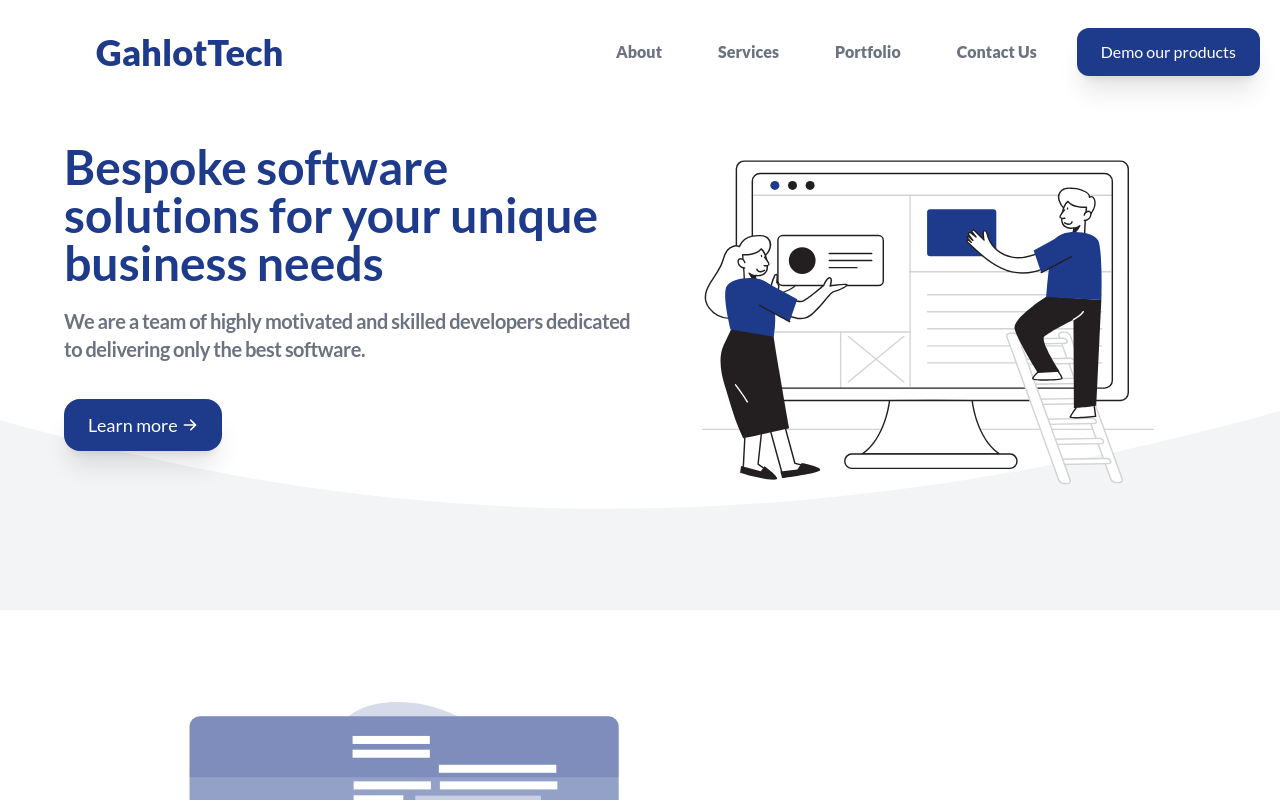 GahlotTech
About
Services
Portfolio
Contact Us
Demo our products
Bespoke software
solutions for your unique
business needs
We are a team of highly motivated and skilled developers dedicated
to delivering only the best software.
Learn more →